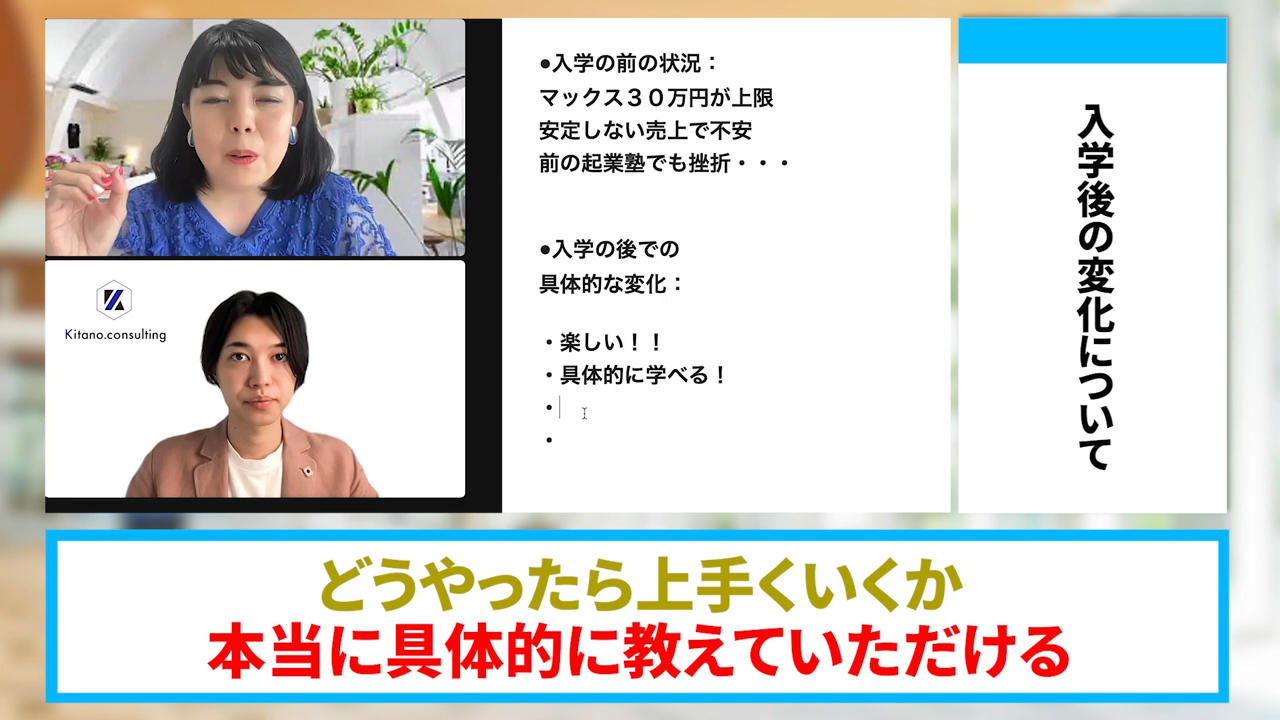 Kitano.consulting
●入学の前の状況：
マックス３０万円が上限
安定しない売上で不安
前の起業塾でも挫折・・・
●入学の後での
具体的な変化：
・楽しい！！
・具体的に学べる！
・
・
入学後の変化について
どうやったら上手くいくか
本当に具体的に教えていただける